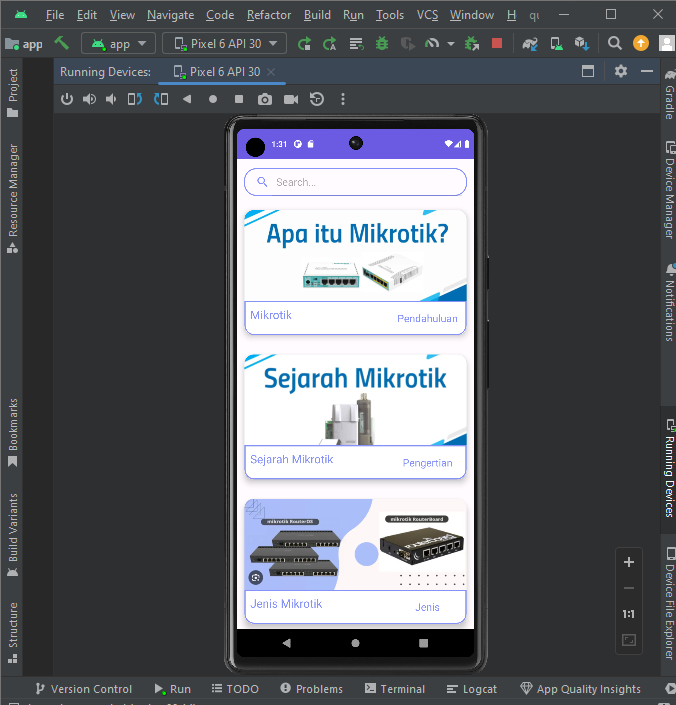 File Edit View Navigate Code Refactor Build Run Tools VCS Window H
app app Pixel 6 API 30
Running Devices: Pixel 6 API 30
Project
Resource Manager
Bookmarks
Build Variants
Structure
1:31
Search...
Apa itu Mikrotik?
Mikrotik
Pendahuluan
Sejarah Mikrotik
Sejarah Mikrotik
Pengertian
mikrotik RouterOS
mikrotik RouterBoard
Jenis Mikrotik
Jenis
1:1
Gradle
Device Manager
Notifications
Running Devices
Device File Explorer
Version Control Run TODO Problems Terminal Logcat App Quality Insights